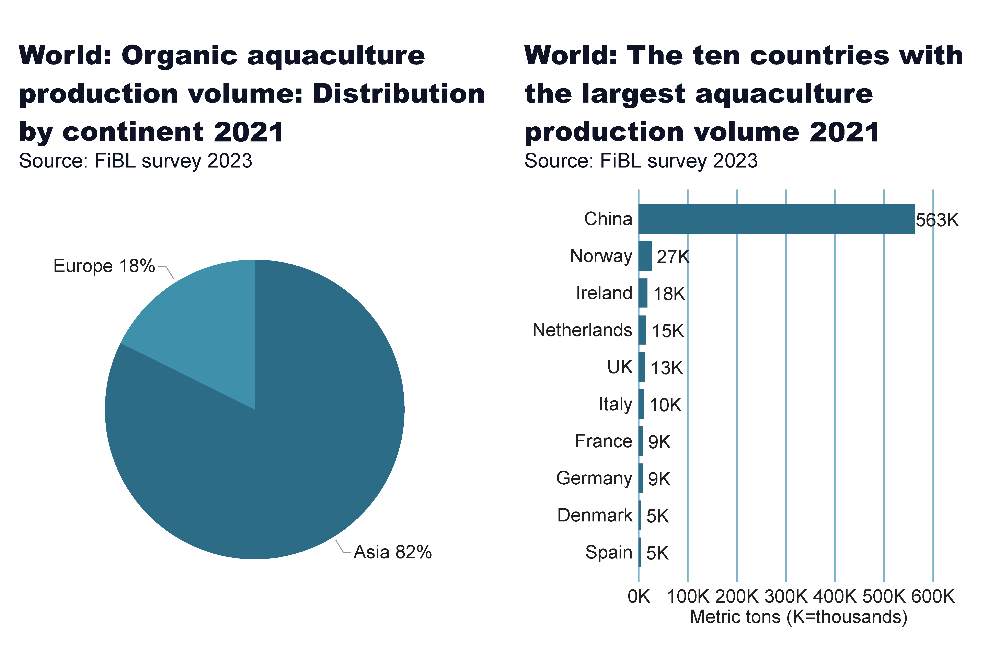 World: Organic aquaculture
production volume: Distribution
by continent 2021
Source: FiBL survey 2023
Europe 18%
Asia 82%
World: The ten countries with
the largest aquaculture
production volume 2021
Source: FiBL survey 2023
China 563K
Norway 27K
Ireland 18K
Netherlands 15K
UK 13K
Italy 10K
France 9K
Germany 9K
Denmark 5K
Spain 5K
0K 100K 200K 300K 400K 500K 600K
Metric tons (K=thousands)